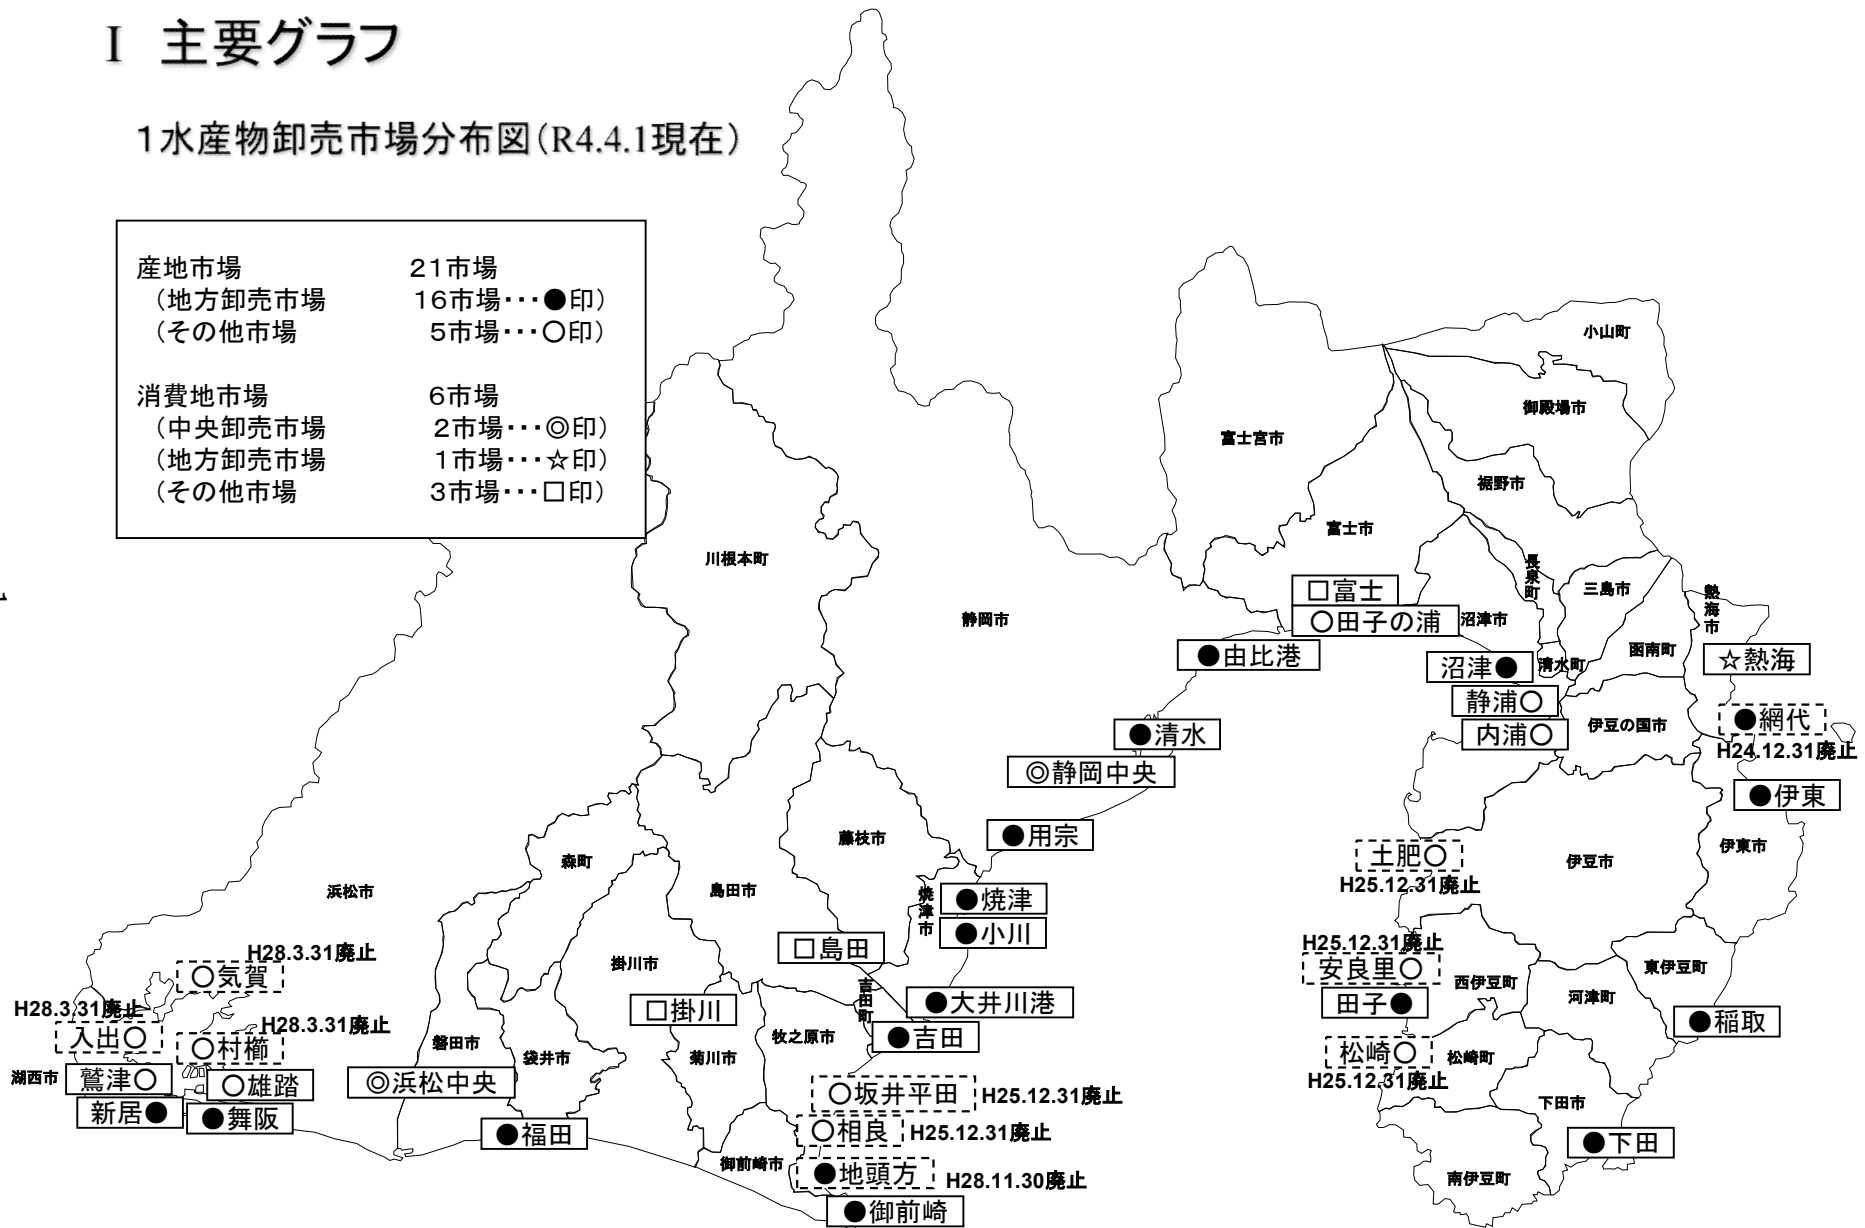 I 主要グラフ
1水産物卸売市場分布図(R4.4.1現在)
産地市場 21市場
(地方卸売市場 16市場･･･●印)
(その他市場 5市場･･･○印)
消費地市場 6市場
(中央卸売市場 2市場･･･◎印)
(地方卸売市場 1市場･･･☆印)
(その他市場 3市場･･･□印)
小山町
御殿場市
富士宮市
裾野市
富士市
川根本町
長泉町
三島市
熱海市
□富士
○田子の浦
沼津市
静岡市
函南町
●由比港
沼津●
清水町
☆熱海
静浦○
伊豆の国市
●網代
H24.12.31廃止
内浦○
●清水
◎静岡中央
●伊東
●用宗
藤枝市
伊東市
土肥○
H25.12.31廃止
伊豆市
森町
浜松市
島田市
焼津市
●焼津
●小川
□島田
掛川市
H28.3.31廃止
○気賀
H25.12.31廃止
安良里○
東伊豆町
西伊豆町
河津町
田子●
H28.3.31廃止
入出○
H28.3.31廃止
○村櫛
□掛川
吉田町
●大井川港
●吉田
牧之原市
●稲取
磐田市
袋井市
菊川市
松崎○
松崎町
H25.12.31廃止
湖西市
鷲津○
○雄踏
◎浜松中央
新居●
●舞阪
○坂井平田
H25.12.31廃止
下田市
●福田
○相良
H25.12.31廃止
●下田
御前崎市
●地頭方
H28.11.30廃止
南伊豆町
●御前崎